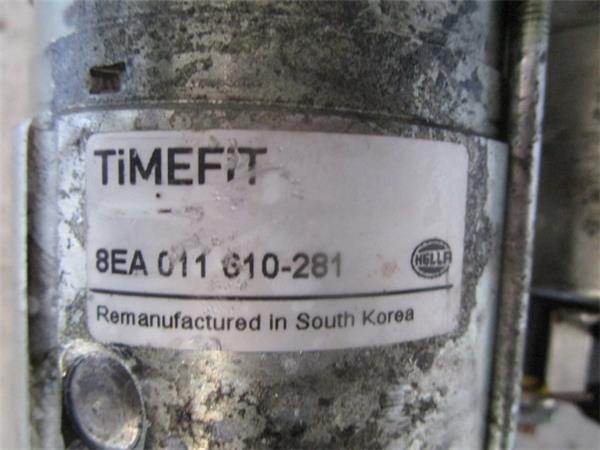 TiMEFiT
8EA 011 610-281
HELLA
Remanufactured in South Korea